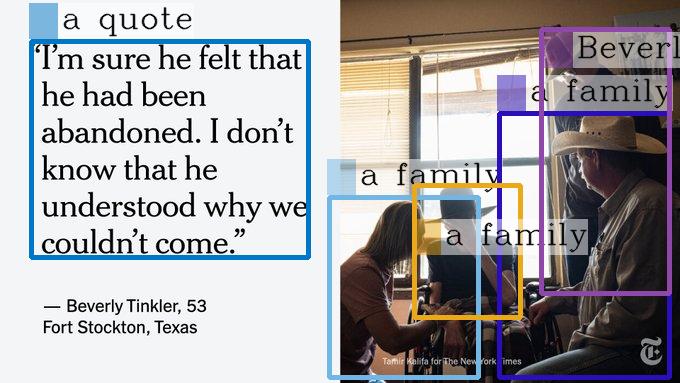 a quote
“I’m sure he felt that
he had been
abandoned. I don’t
know that he
understood why we
couldn’t come.”
— Beverly Tinkler, 53
Fort Stockton, Texas
Beverl
a family
a family
a family
Tamir Kalifa for The New York Times
T